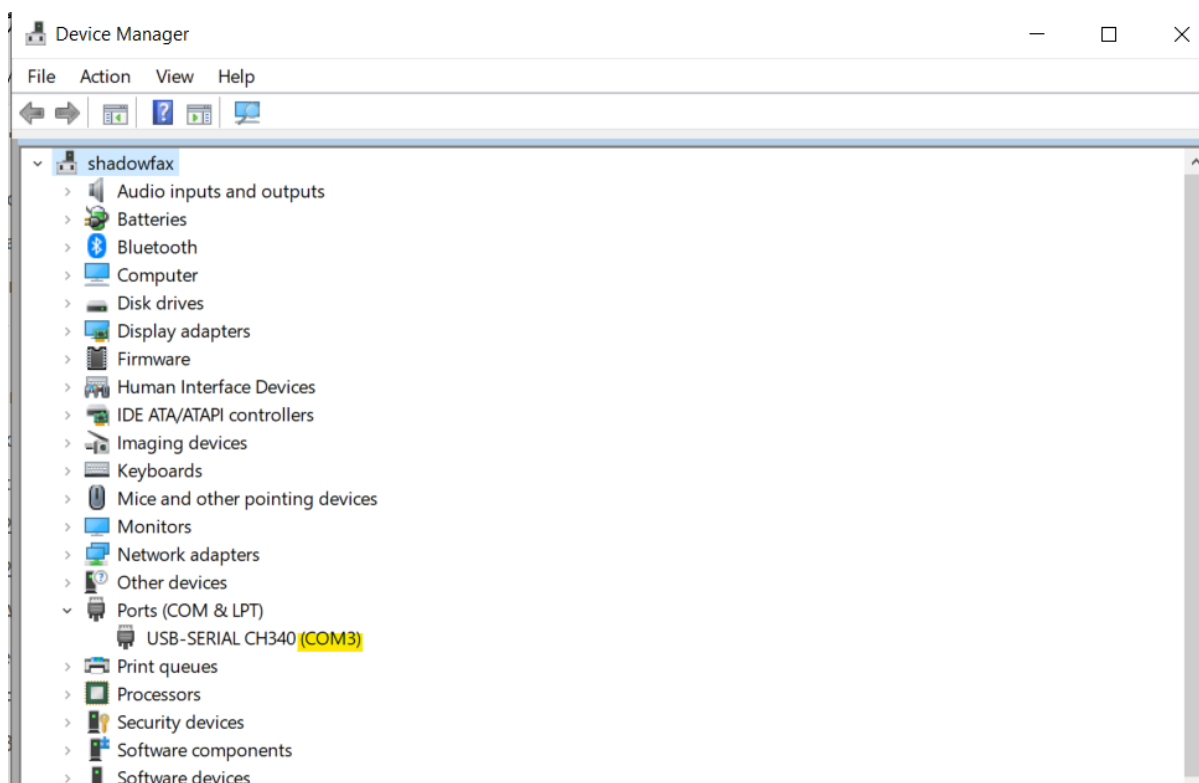 Device Manager
File Action View Help
shadowfax
Audio inputs and outputs
Batteries
Bluetooth
Computer
Disk drives
Display adapters
Firmware
Human Interface Devices
IDE ATA/ATAPI controllers
Imaging devices
Keyboards
Mice and other pointing devices
Monitors
Network adapters
Other devices
Ports (COM & LPT)
USB-SERIAL CH340 (COM3)
Print queues
Processors
Security devices
Software components
Software devices